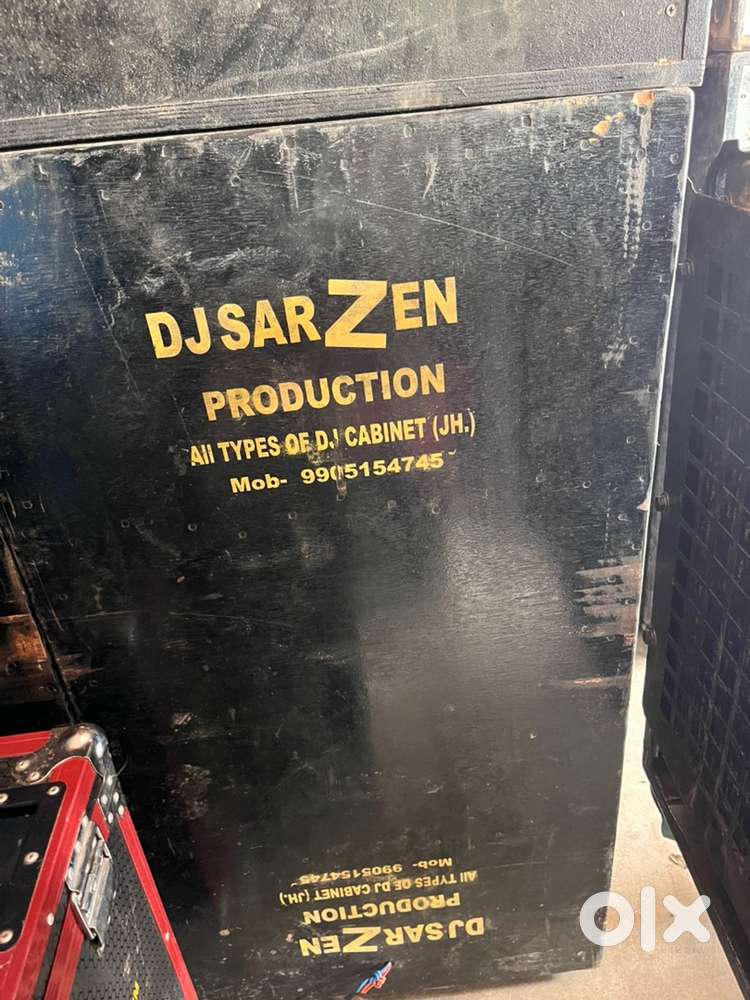 DJ SARZEN
PRODUCTION
All TYPES OF DJ CABINET (JH.)
Mob- 9905154745
DJ SARZEN
PRODUCTION
All TYPES OF DJ CABINET (JH.)
Mob- 9905154745
olx